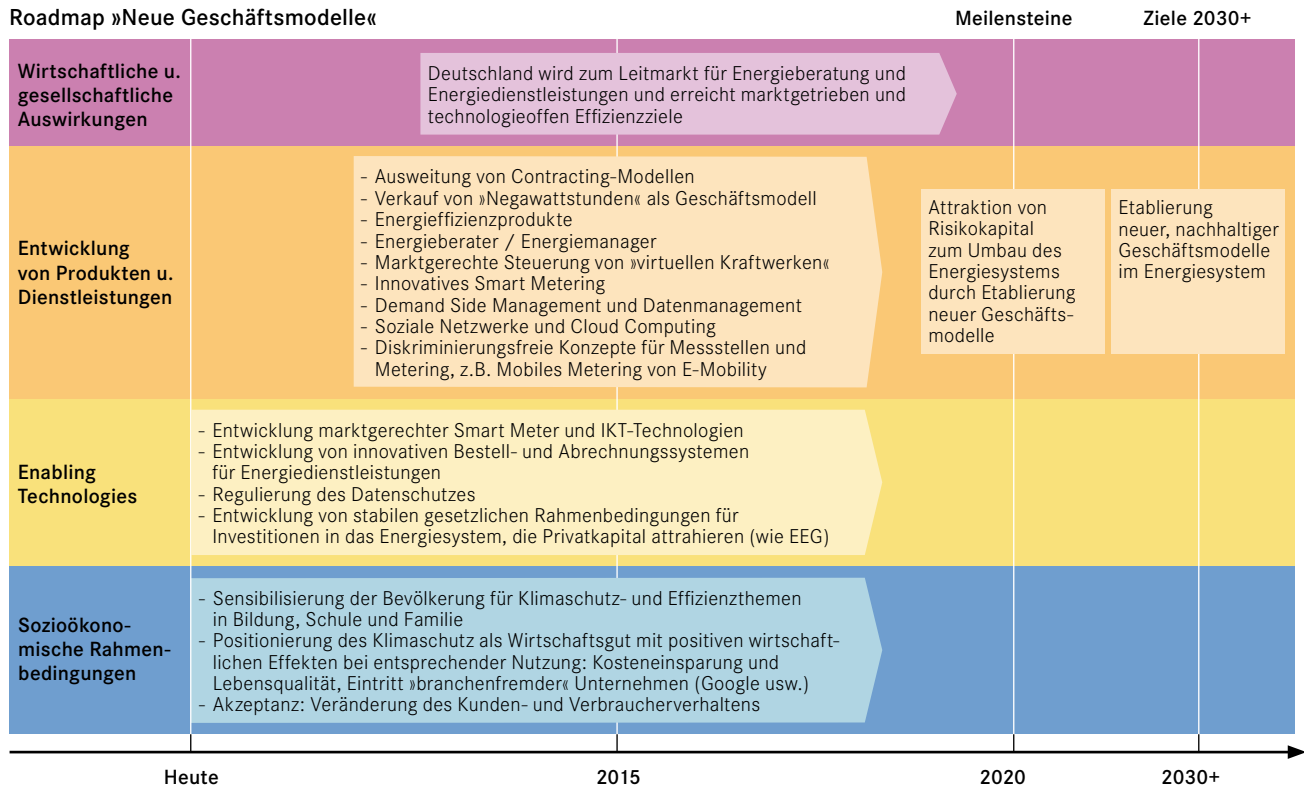 Roadmap »Neue Geschäftsmodelle«
Meilensteine
Ziele 2030+
Wirtschaftliche u.
gesellschaftliche
Auswirkungen
Deutschland wird zum Leitmarkt für Energieberatung und
Energiedienstleistungen und erreicht marktgetrieben und
technologieoffen Effizienzziele
Entwicklung
von Produkten u.
Dienstleistungen
- Ausweitung von Contracting-Modellen
- Verkauf von »Negawattstunden« als Geschäftsmodell
- Energieffizienzprodukte
- Energieberater / Energiemanager
- Marktgerechte Steuerung von »virtuellen Kraftwerken«
- Innovatives Smart Metering
- Demand Side Management und Datenmanagement
- Soziale Netzwerke und Cloud Computing
- Diskriminierungsfreie Konzepte für Messstellen und
Metering, z.B. Mobiles Metering von E-Mobility
Attraktion von
Risikokapital
zum Umbau des
Energiesystems
durch Etablierung
neuer Geschäfts-
modelle
Etablierung
neuer, nachhaltiger
Geschäftsmodelle
im Energiesystem
Enabling
Technologies
- Entwicklung marktgerechter Smart Meter und IKT-Technologien
- Entwicklung von innovativen Bestell- und Abrechnungssystemen
für Energiedienstleistungen
- Regulierung des Datenschutzes
- Entwicklung von stabilen gesetzlichen Rahmenbedingungen für
Investitionen in das Energiesystem, die Privatkapital attrahieren (wie EEG)
Sozioökono-
mische Rahmen-
bedingungen
- Sensibilisierung der Bevölkerung für Klimaschutz- und Effizienzthemen
in Bildung, Schule und Familie
- Positionierung des Klimaschutz als Wirtschaftsgut mit positiven wirtschaft-
lichen Effekten bei entsprechender Nutzung: Kosteneinsparung und
Lebensqualität, Eintritt »branchenfremder« Unternehmen (Google usw.)
- Akzeptanz: Veränderung des Kunden- und Verbraucherverhaltens
Heute
2015
2020
2030+